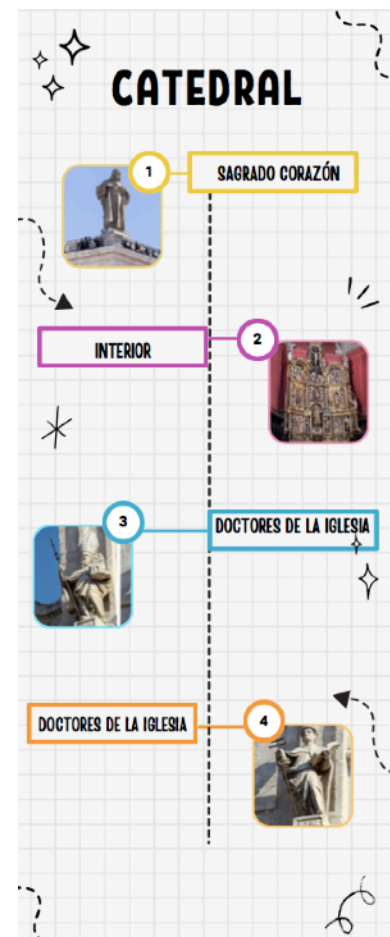 CATEDRAL
1
SAGRADO CORAZÓN
INTERIOR
2
3
DOCTORES DE LA IGLESIA
DOCTORES DE LA IGLESIA
4